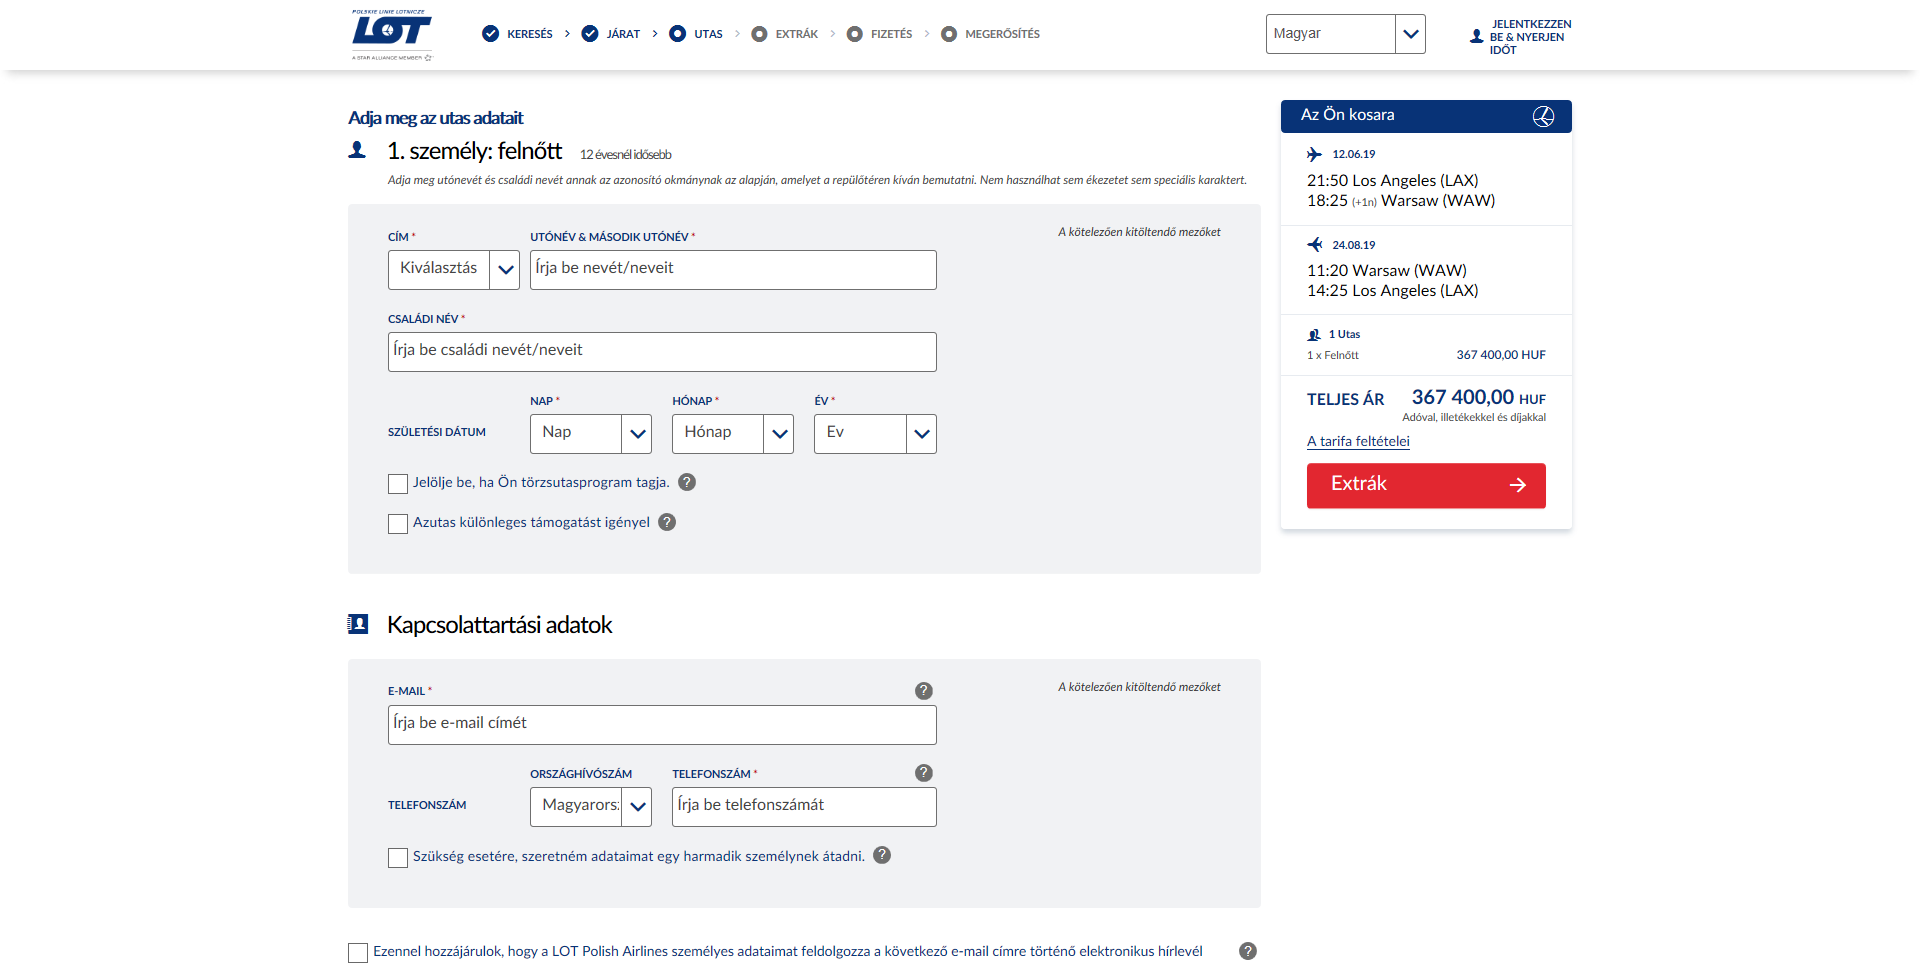 POLSKIE LINIE LOTNICZE
LOT
A STAR ALLIANCE MEMBER
KERESÉS
JÁRAT
UTAS
EXTRÁK
FIZETÉS
MEGERŐSÍTÉS
Magyar
JELENTKEZZEN
BE & NYERJEN
IDŐT
Adja meg az utas adatait
1. személy: felnőtt 12 évesnél idősebb
Adja meg utónevét és családi nevét annak az azonosító okmánynak az alapján, amelyet a repülőtéren kíván bemutatni. Nem használhat sem ékezetet sem speciális karaktert.
A kötelezően kitöltendő mezőket
CÍM *
UTÓNÉV & MÁSODIK UTÓNÉV *
Kiválasztás
Írja be nevét/neveit
CSALÁDI NÉV *
Írja be családi nevét/neveit
NAP *
HÓNAP *
ÉV *
SZÜLETÉSI DÁTUM
Nap
Hónap
Ev
Jelölje be, ha Ön törzsutasprogram tagja. ?
Azutas különleges támogatást igényel ?
Kapcsolattartási adatok
E-MAIL * ?
A kötelezően kitöltendő mezőket
Írja be e-mail címét
ORSZÁGHÍVÓSZÁM
TELEFONSZÁM * ?
TELEFONSZÁM
Magyarors
Írja be telefonszámát
Szükség esetére, szeretném adataimat egy harmadik személynek átadni. ?
Ezennel hozzájárulok, hogy a LOT Polish Airlines személyes adataimat feldolgozza a következő e-mail címre történő elektronikus hírlevél ?
Az Ön kosara
12.06.19
21:50 Los Angeles (LAX)
18:25 (+1n) Warsaw (WAW)
24.08.19
11:20 Warsaw (WAW)
14:25 Los Angeles (LAX)
1 Utas
1 x Felnőtt 367 400,00 HUF
TELJES ÁR 367 400,00 HUF
Adóval, illetékekkel és díjakkal
A tarifa feltételei
Extrák